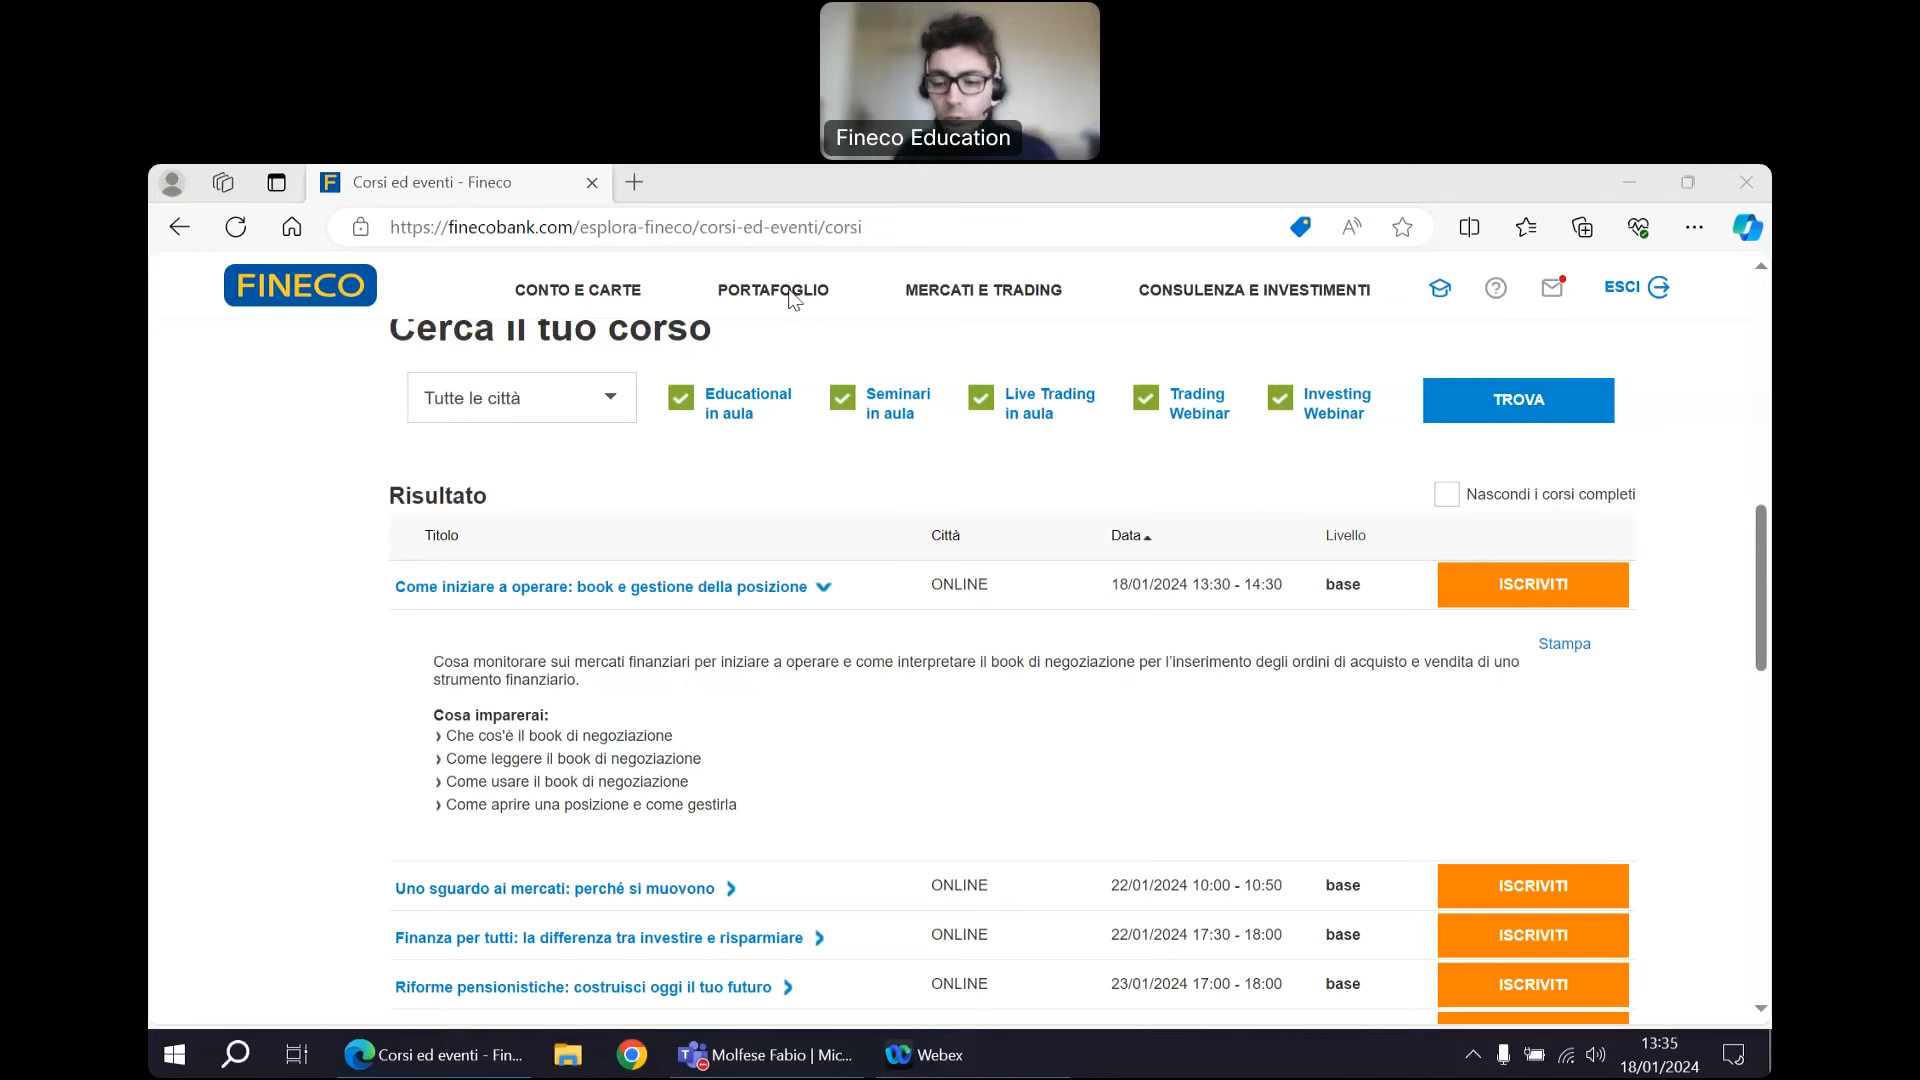 Fineco Education
Corsi ed eventi - Fineco
https://finecobank.com/esplora-fineco/corsi-ed-eventi/corsi
FINECO
CONTO E CARTE
PORTAFOGLIO
MERCATI E TRADING
CONSULENZA E INVESTIMENTI
ESCI
Cerca il tuo corso
Tutte le città
Educational
in aula
Seminari
in aula
Live Trading
in aula
Trading
Webinar
Investing
Webinar
TROVA
Risultato
Nascondi i corsi completi
Titolo Città Data Livello
Come iniziare a operare: book e gestione della posizione ONLINE 18/01/2024 13:30 - 14:30 base ISCRIVITI
Stampa
Cosa monitorare sui mercati finanziari per iniziare a operare e come interpretare il book di negoziazione per l'inserimento degli ordini di acquisto e vendita di uno
strumento finanziario.
Cosa imparerai:
› Che cos'è il book di negoziazione
› Come leggere il book di negoziazione
› Come usare il book di negoziazione
› Come aprire una posizione e come gestirla
Uno sguardo ai mercati: perché si muovono ONLINE 22/01/2024 10:00 - 10:50 base ISCRIVITI
Finanza per tutti: la differenza tra investire e risparmiare ONLINE 22/01/2024 17:30 - 18:00 base ISCRIVITI
Riforme pensionistiche: costruisci oggi il tuo futuro ONLINE 23/01/2024 17:00 - 18:00 base ISCRIVITI
Corsi ed eventi - Fin...
Molfese Fabio | Mic...
Webex
13:35
18/01/2024